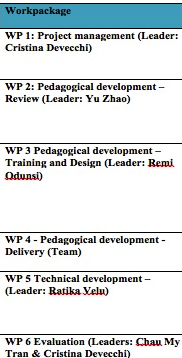 Workpackage
WP 1: Project management (Leader:
Cristina Devecchi)
WP 2: Pedagogical development –
Review (Leader: Yu Zhao)
WP 3 Pedagogical development –
Training and Design (Leader: Remi
Odunsi)
WP 4 - Pedagogical development -
Delivery (Team)
WP 5 Technical development –
(Leader: Ratika Velu)
WP 6 Evaluation (Leaders: Chau My
Tran & Cristina Devecchi)